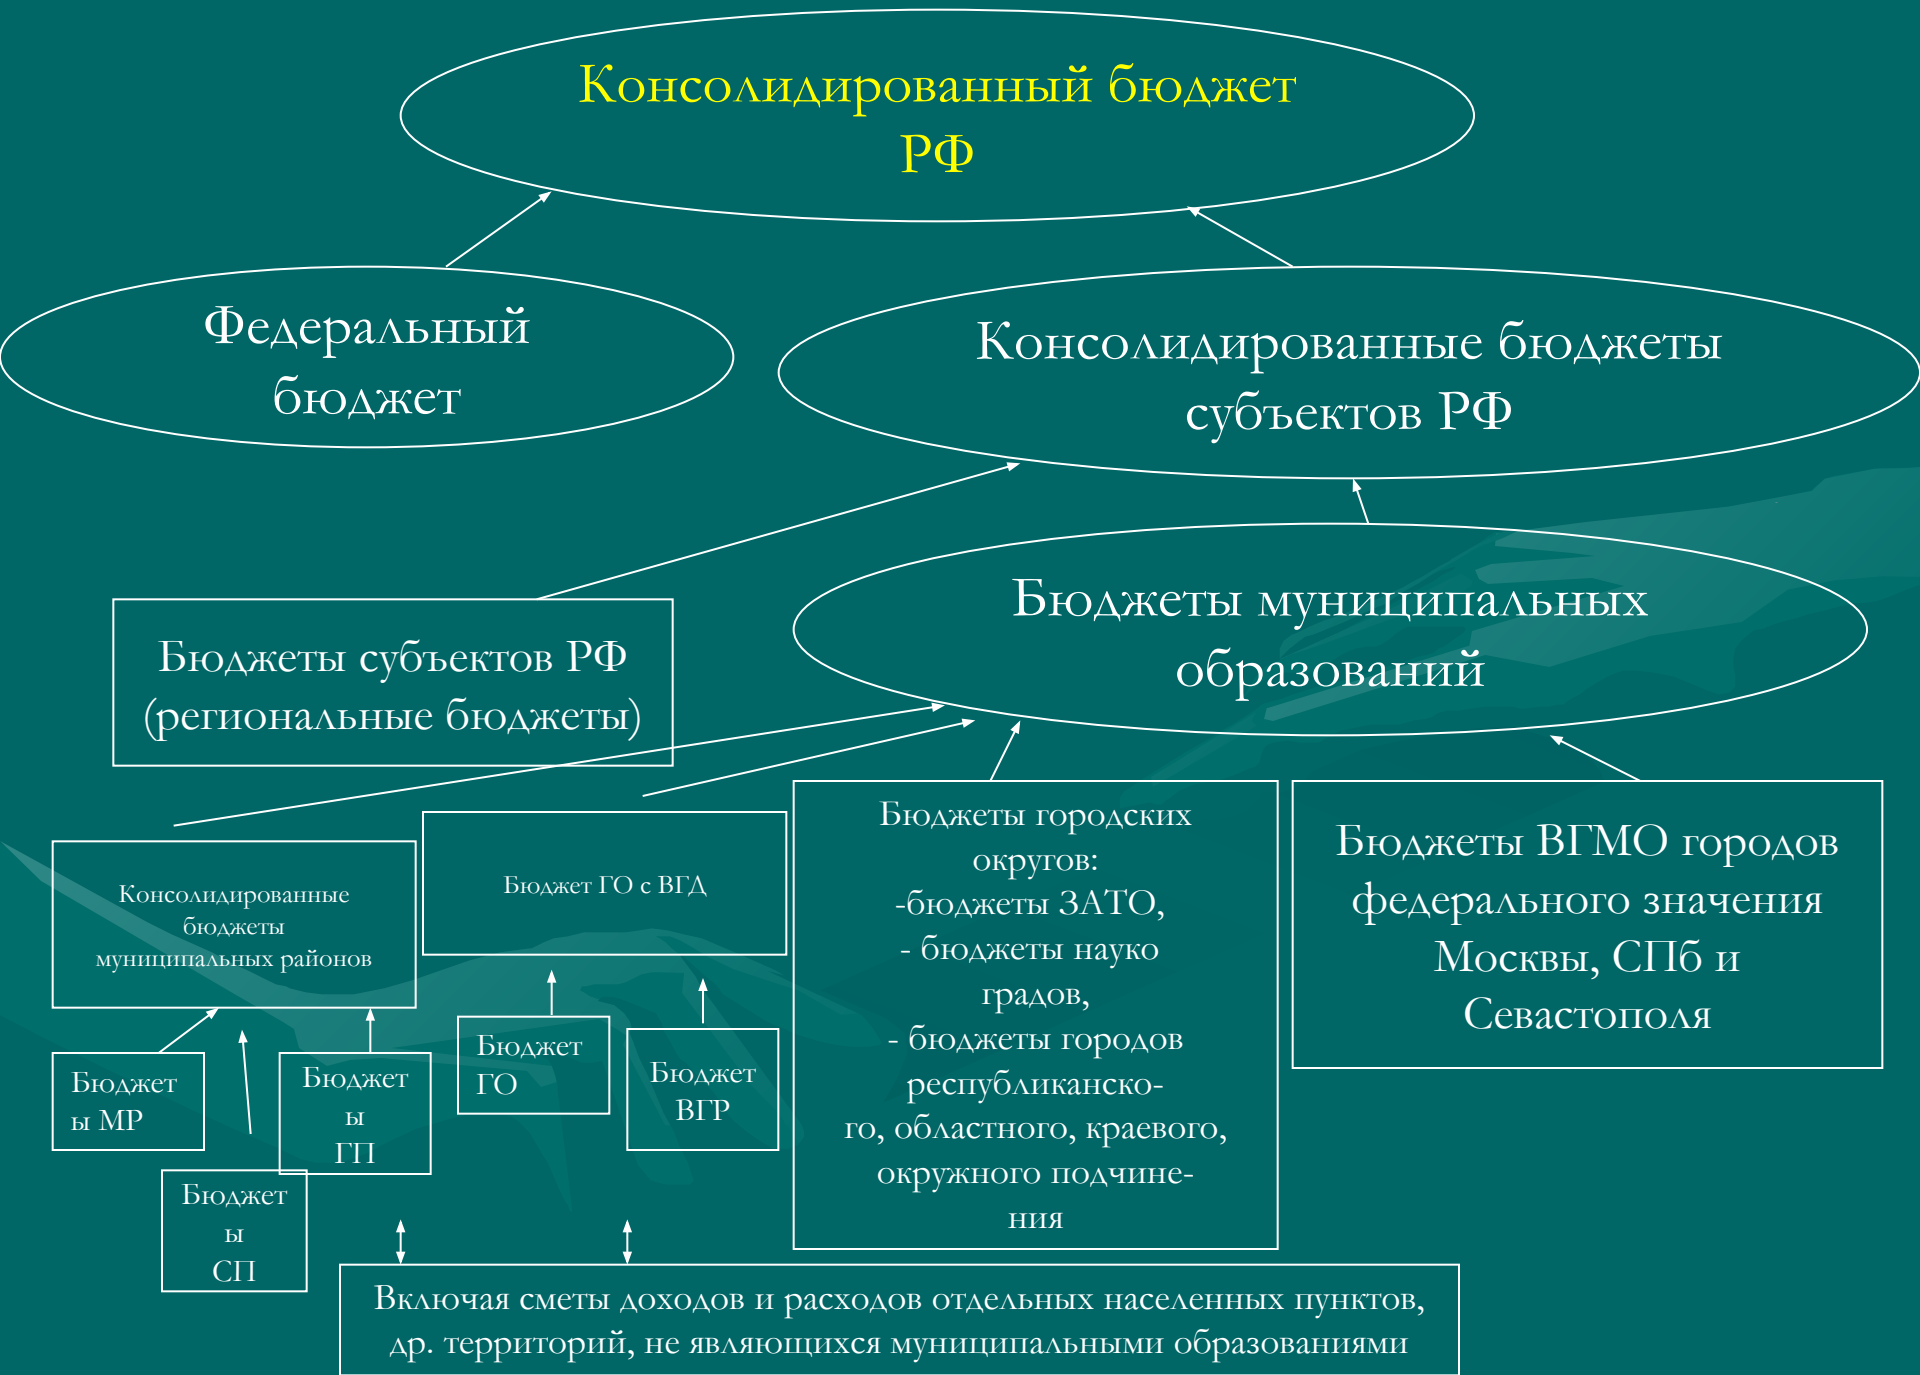 Консолидированный бюджет
РФ
Федеральный
бюджет
Консолидированные бюджеты
субъектов РФ
Бюджеты субъектов РФ
(региональные бюджеты)
Бюджеты муниципальных
образований
Консолидированные
бюджеты
муниципальных районов
Бюджет ГО с ВГД
Бюджеты городских
округов:
-бюджеты ЗАТО,
- бюджеты науко
градов,
- бюджеты городов
республиканско-
го, областного, краевого,
окружного подчине-
ния
Бюджеты ВГМО городов
федерального значения
Москвы, СПб и
Севастополя
Бюджет
ы МР
Бюджет
ы
СП
Бюджет
ы
ГП
Бюджет
ГО
Бюджет
ВГР
Включая сметы доходов и расходов отдельных населенных пунктов,
др. территорий, не являющихся муниципальными образованиями